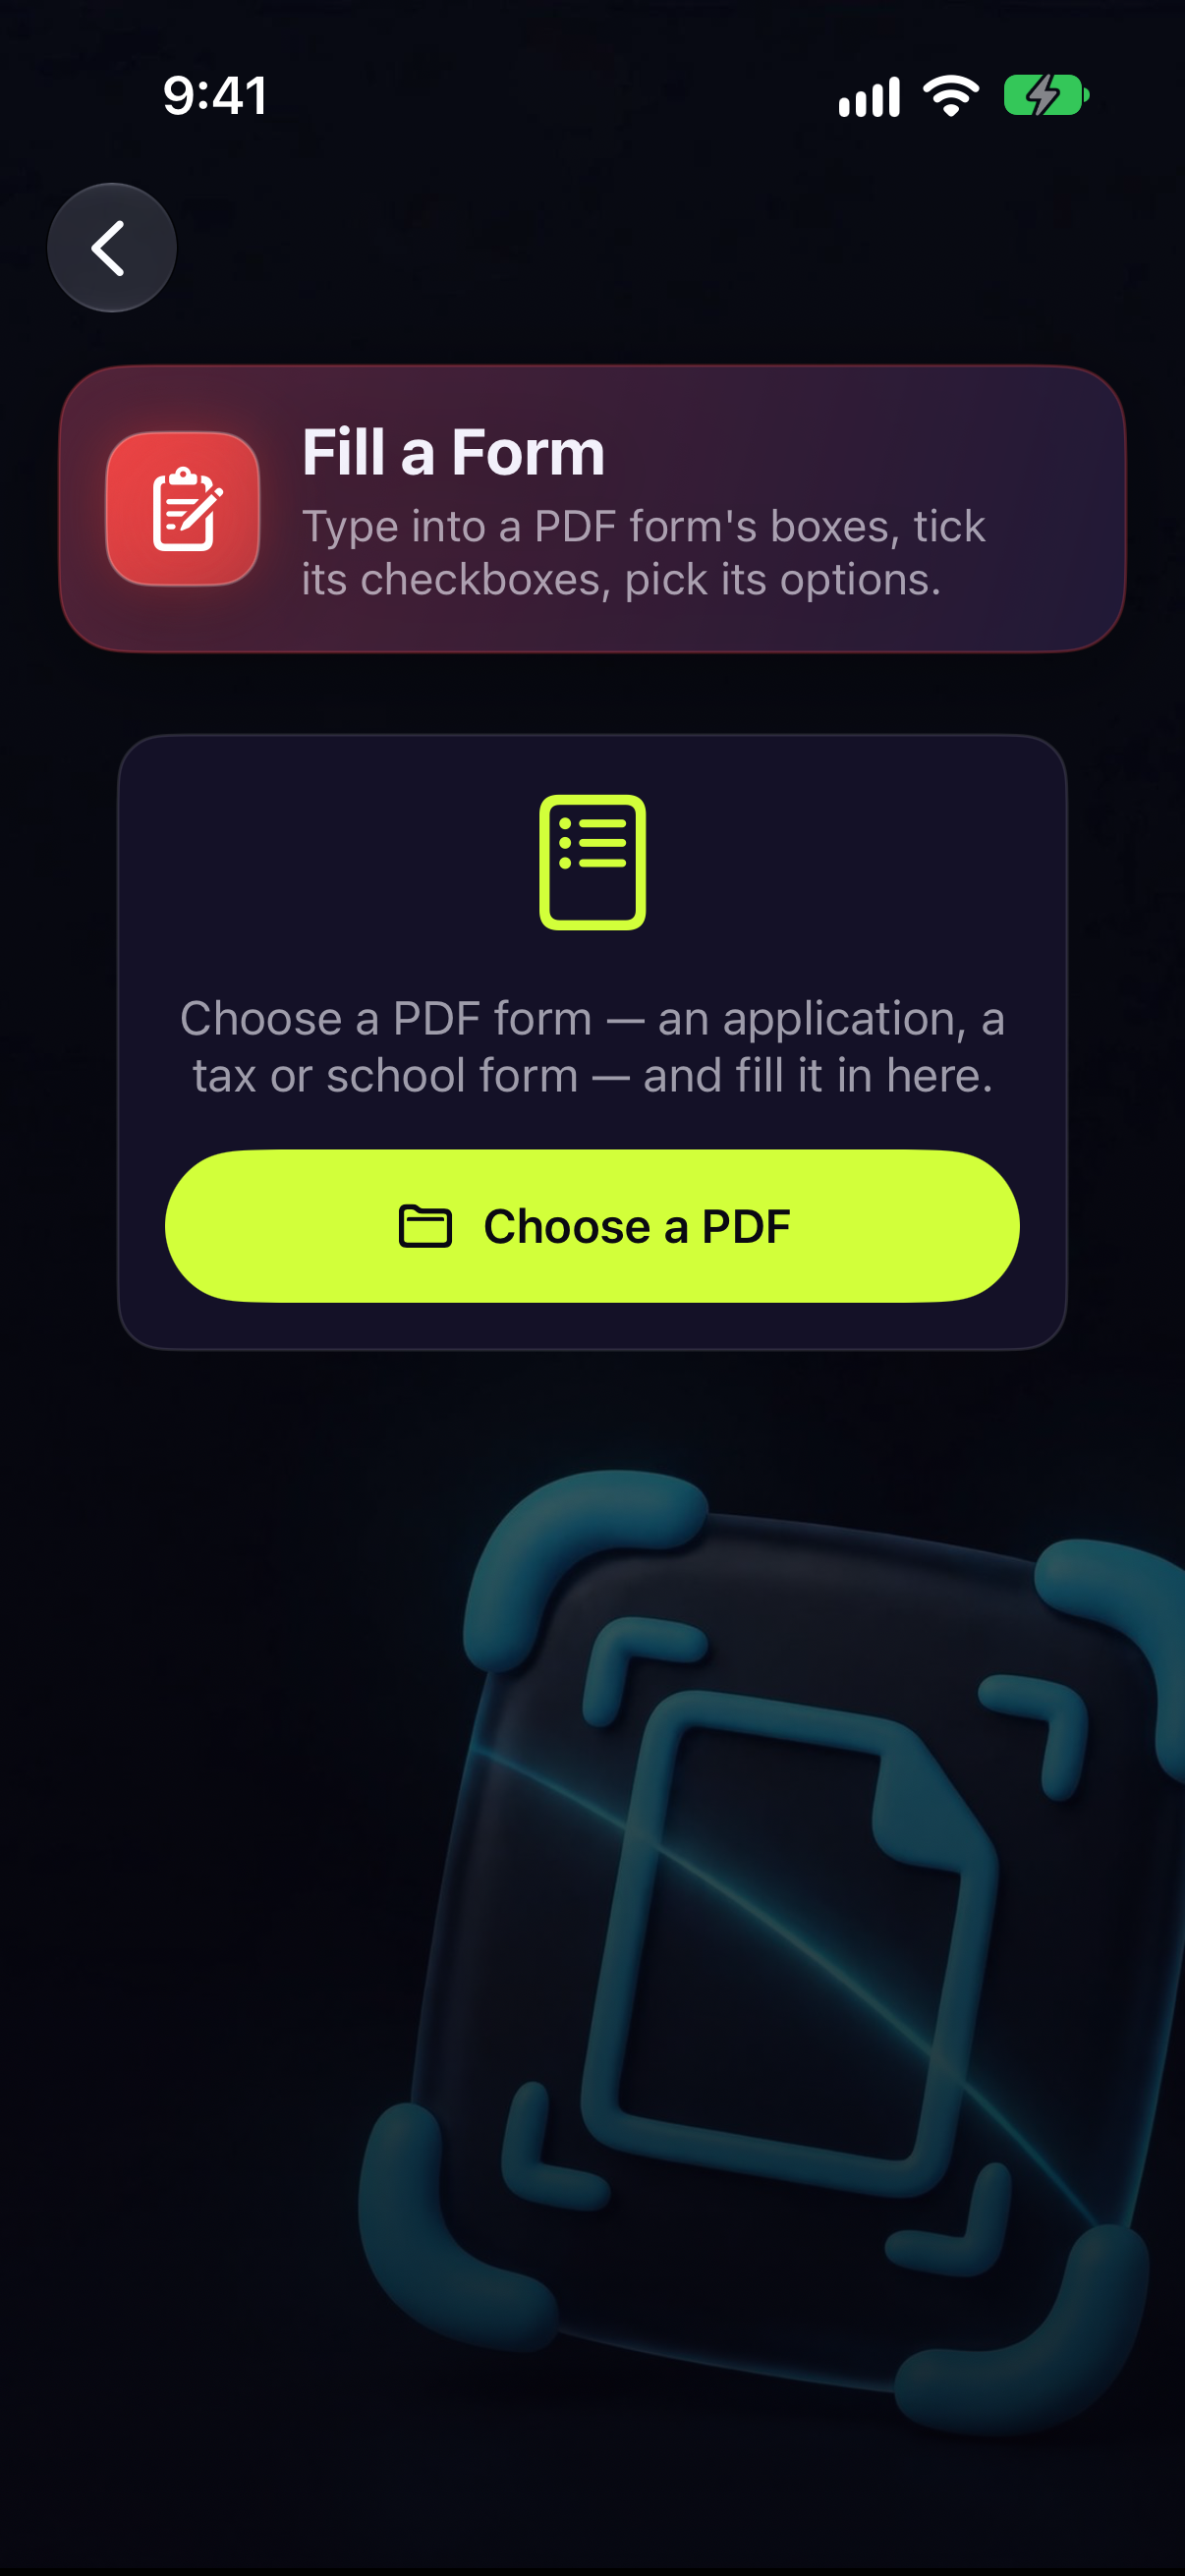 9:41
Fill a Form
Type into a PDF form's boxes, tick
its checkboxes, pick its options.
Choose a PDF form — an application, a
tax or school form — and fill it in here.
Choose a PDF